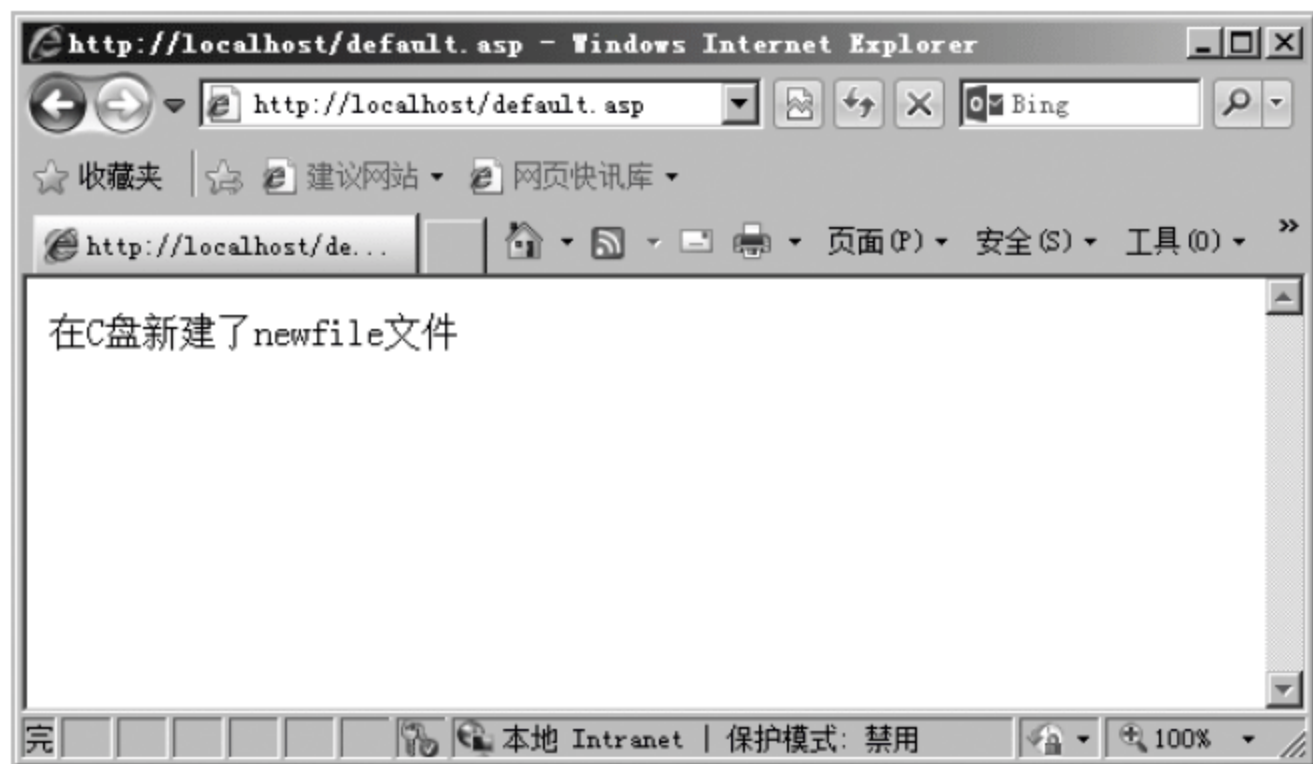 http://localhost/default.asp - Windows Internet Explorer
http://localhost/default.asp Bing
收藏夹 建议网站 网页快讯库
http://localhost/de... 页面(P) 安全(S) 工具(O) »
在C盘新建了newfile文件
完 本地 Intranet | 保护模式: 禁用 100%